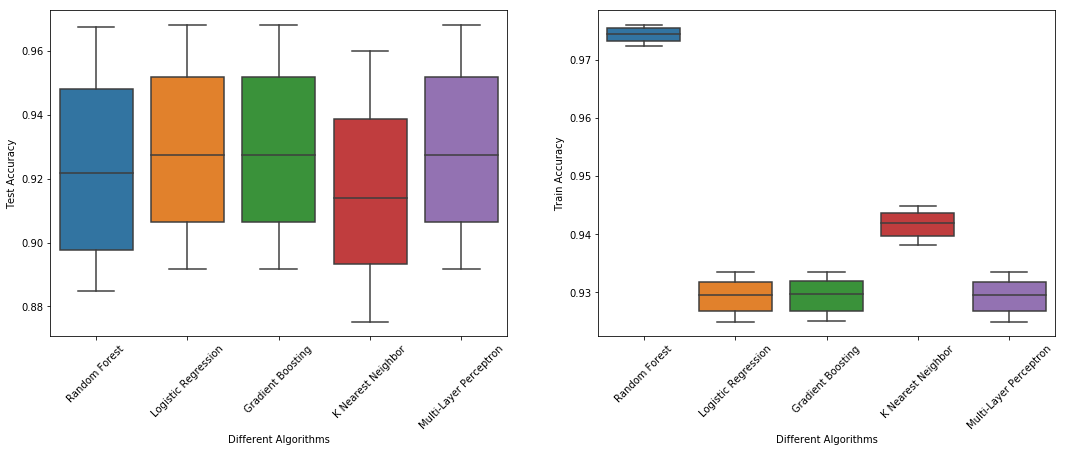 Test Accuracy
0.96
0.94
0.92
0.90
0.88
Random Forest
Logistic Regression
Gradient Boosting
K Nearest Neighbor
Multi-Layer Perceptron
Different Algorithms
Train Accuracy
0.97
0.96
0.95
0.94
0.93
Random Forest
Logistic Regression
Gradient Boosting
K Nearest Neighbor
Multi-Layer Perceptron
Different Algorithms